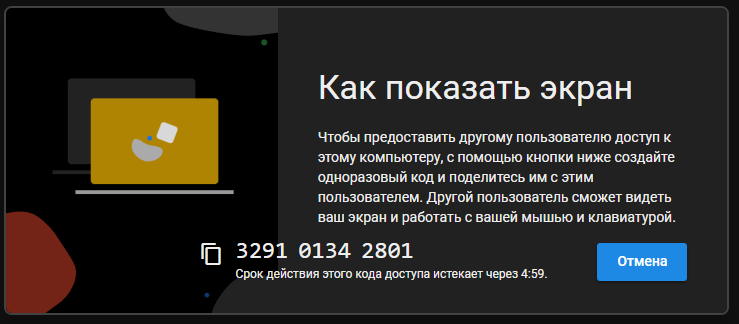 Как показать экран
Чтобы предоставить другому пользователю доступ к
этому компьютеру, с помощью кнопки ниже создайте
одноразовый код и поделитесь им с этим
пользователем. Другой пользователь сможет видеть
ваш экран и работать с вашей мышью и клавиатурой.
3291 0134 2801
Срок действия этого кода доступа истекает через 4:59.
Отмена